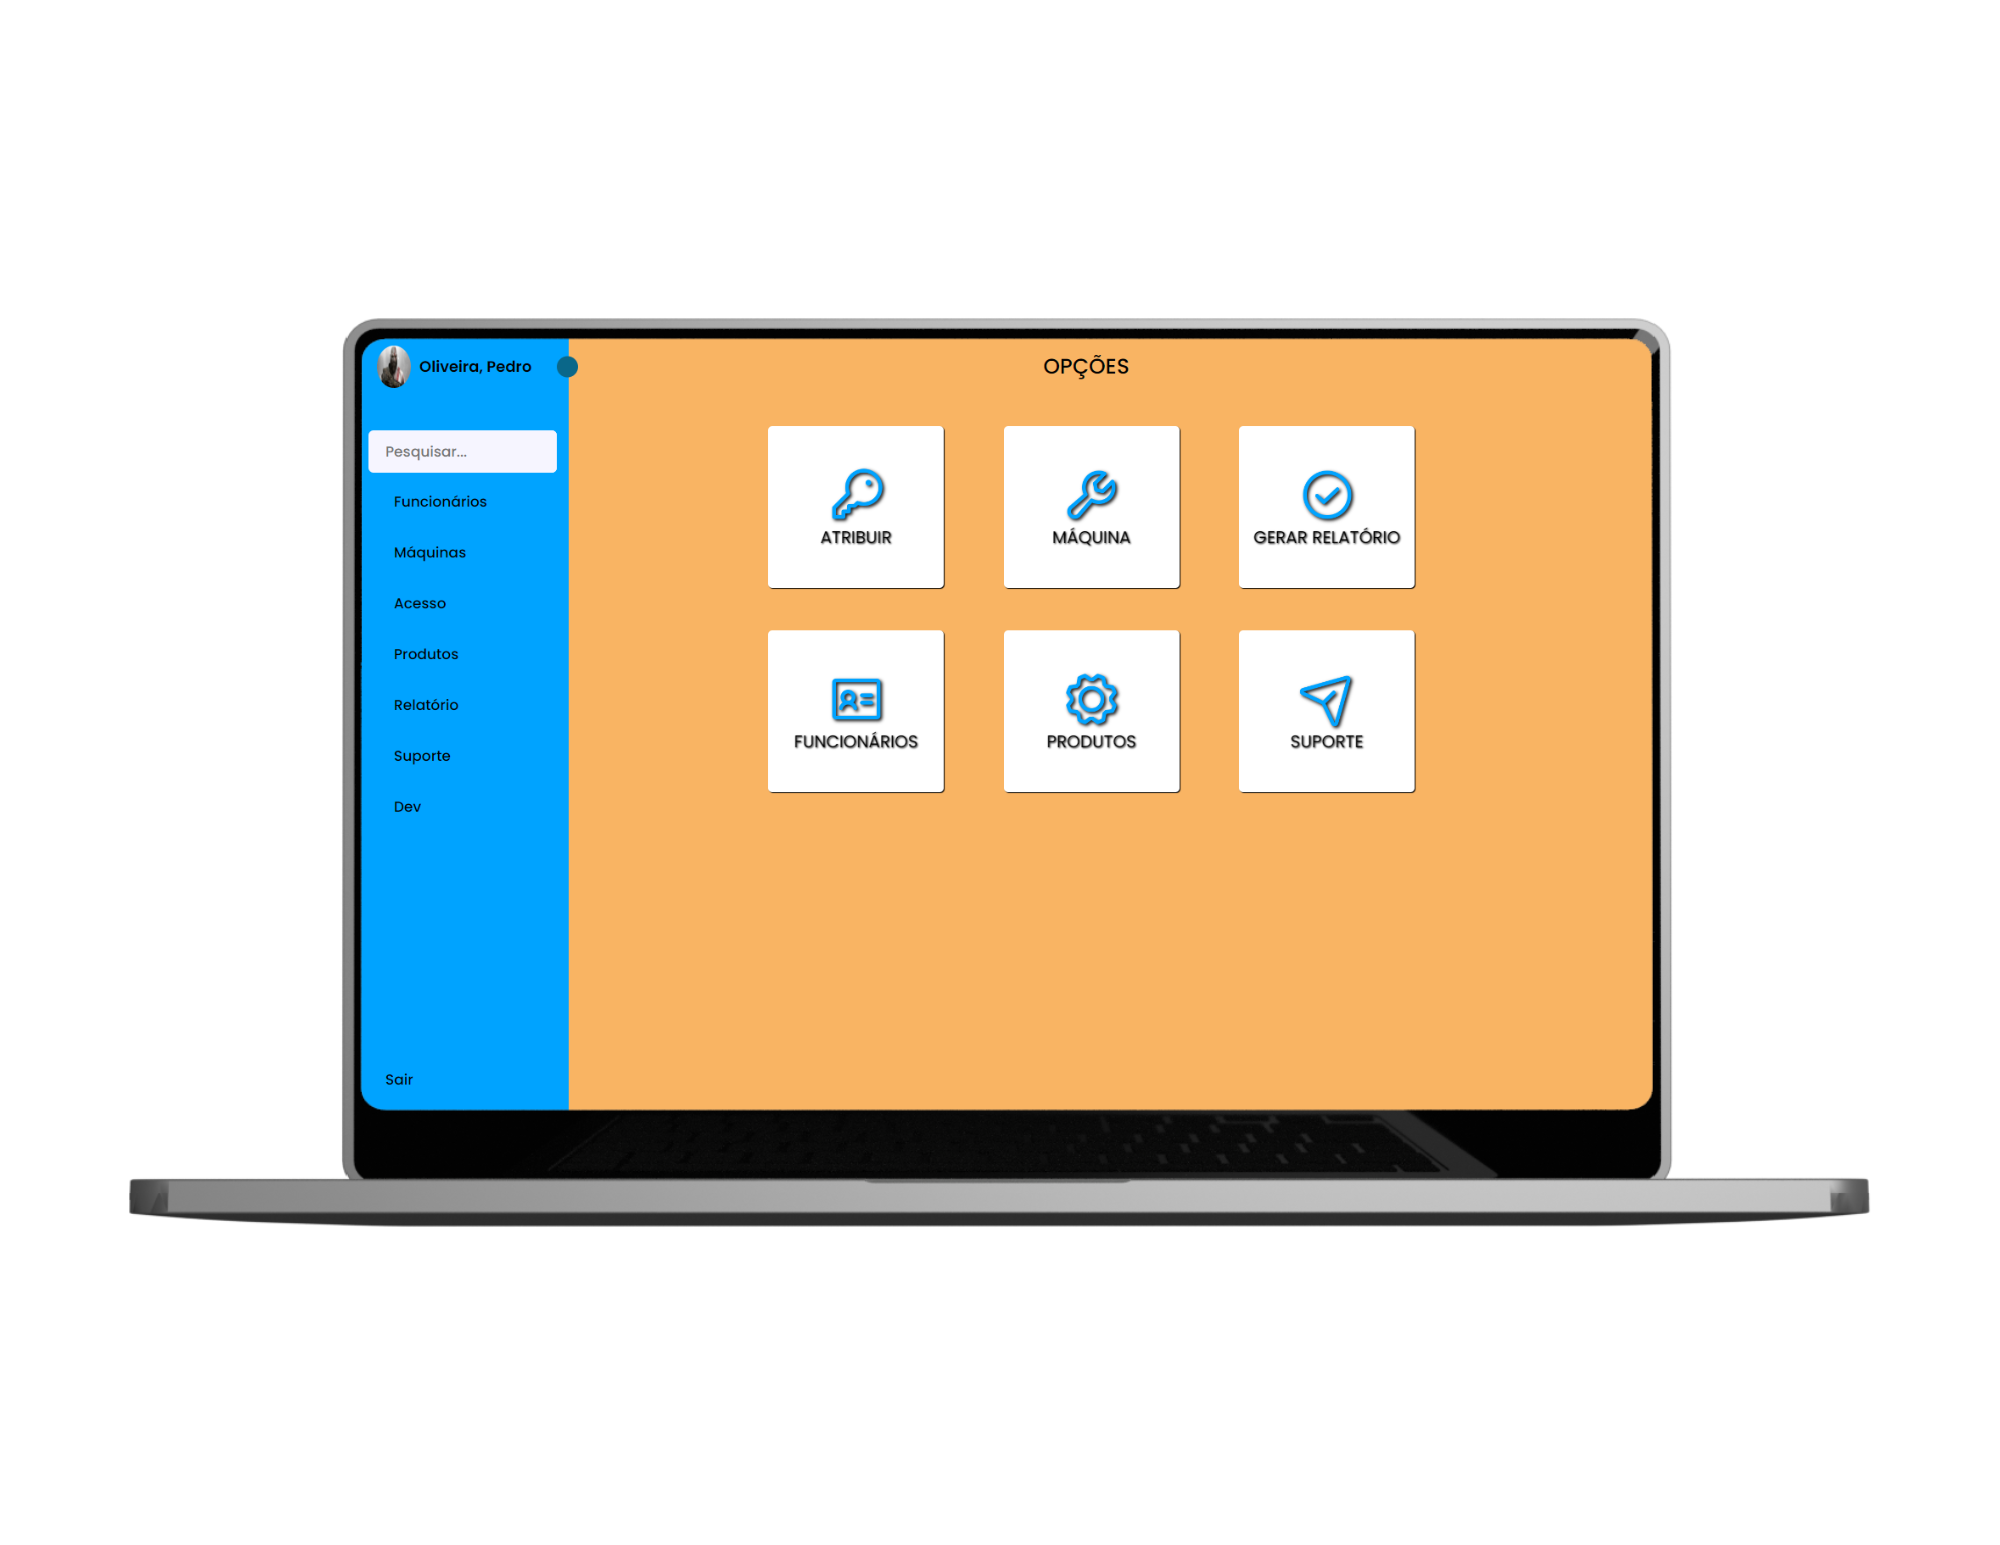 Oliveira, Pedro
Pesquisar...
Funcionários
Máquinas
Acesso
Produtos
Relatório
Suporte
Dev
Sair
OPÇÕES
ATRIBUIR
MÁQUINA
GERAR RELATÓRIO
FUNCIONÁRIOS
PRODUTOS
SUPORTE